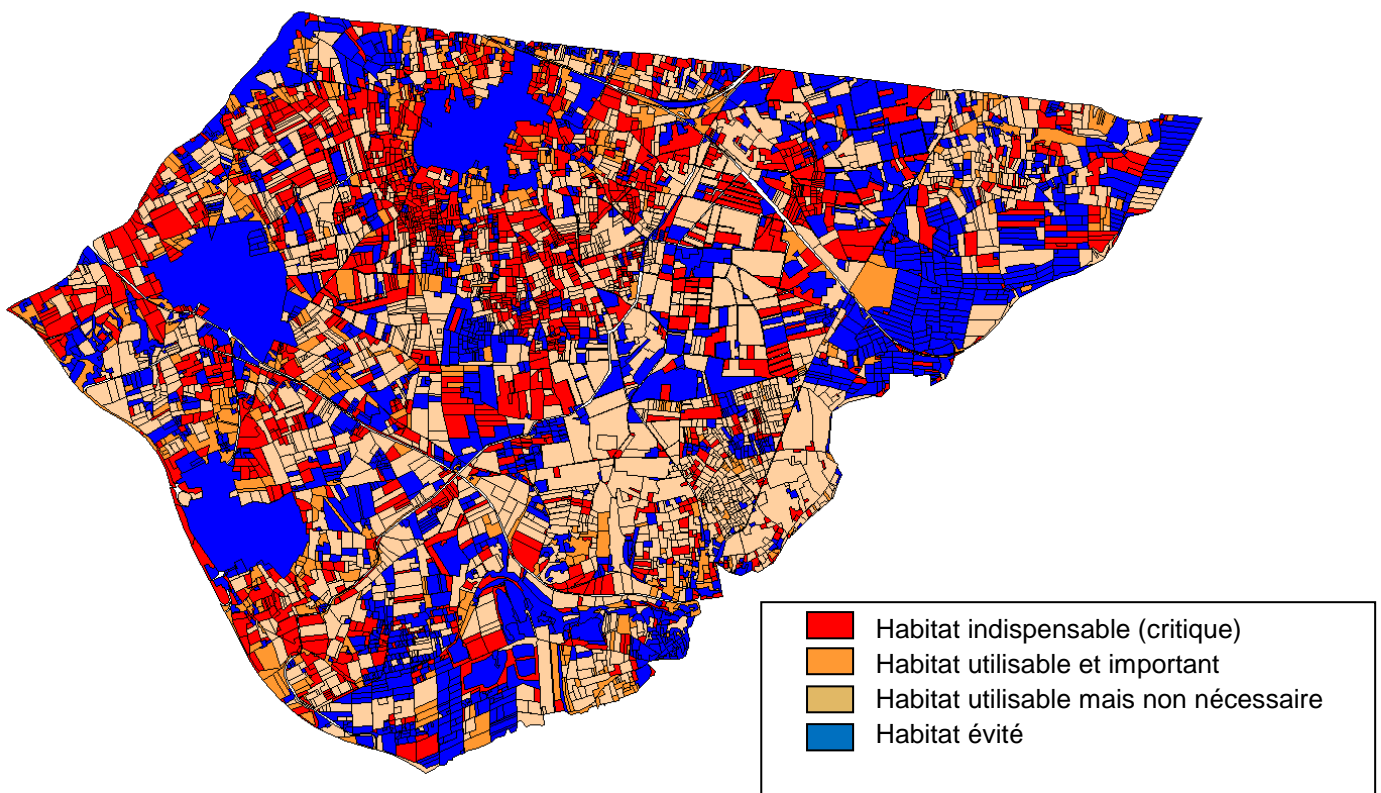 Habitat indispensable (critique)
Habitat utilisable et important
Habitat utilisable mais non nécessaire
Habitat évité